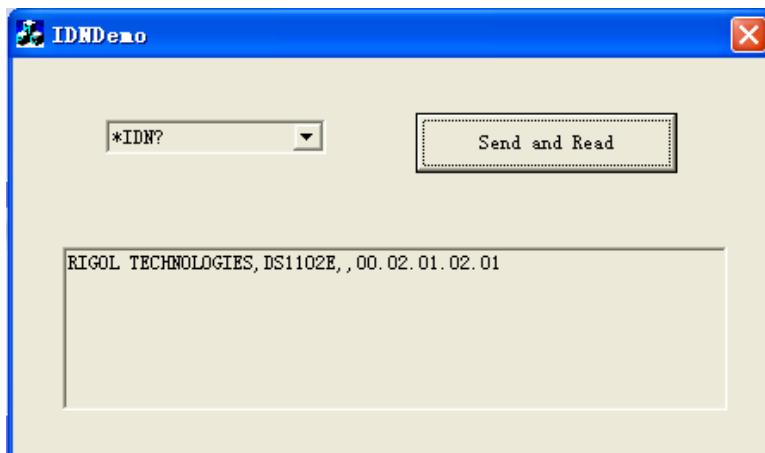 IDNDemo
*IDN?
Send and Read
RIGOL TECHNOLOGIES,DS1102E,,00.02.01.02.01